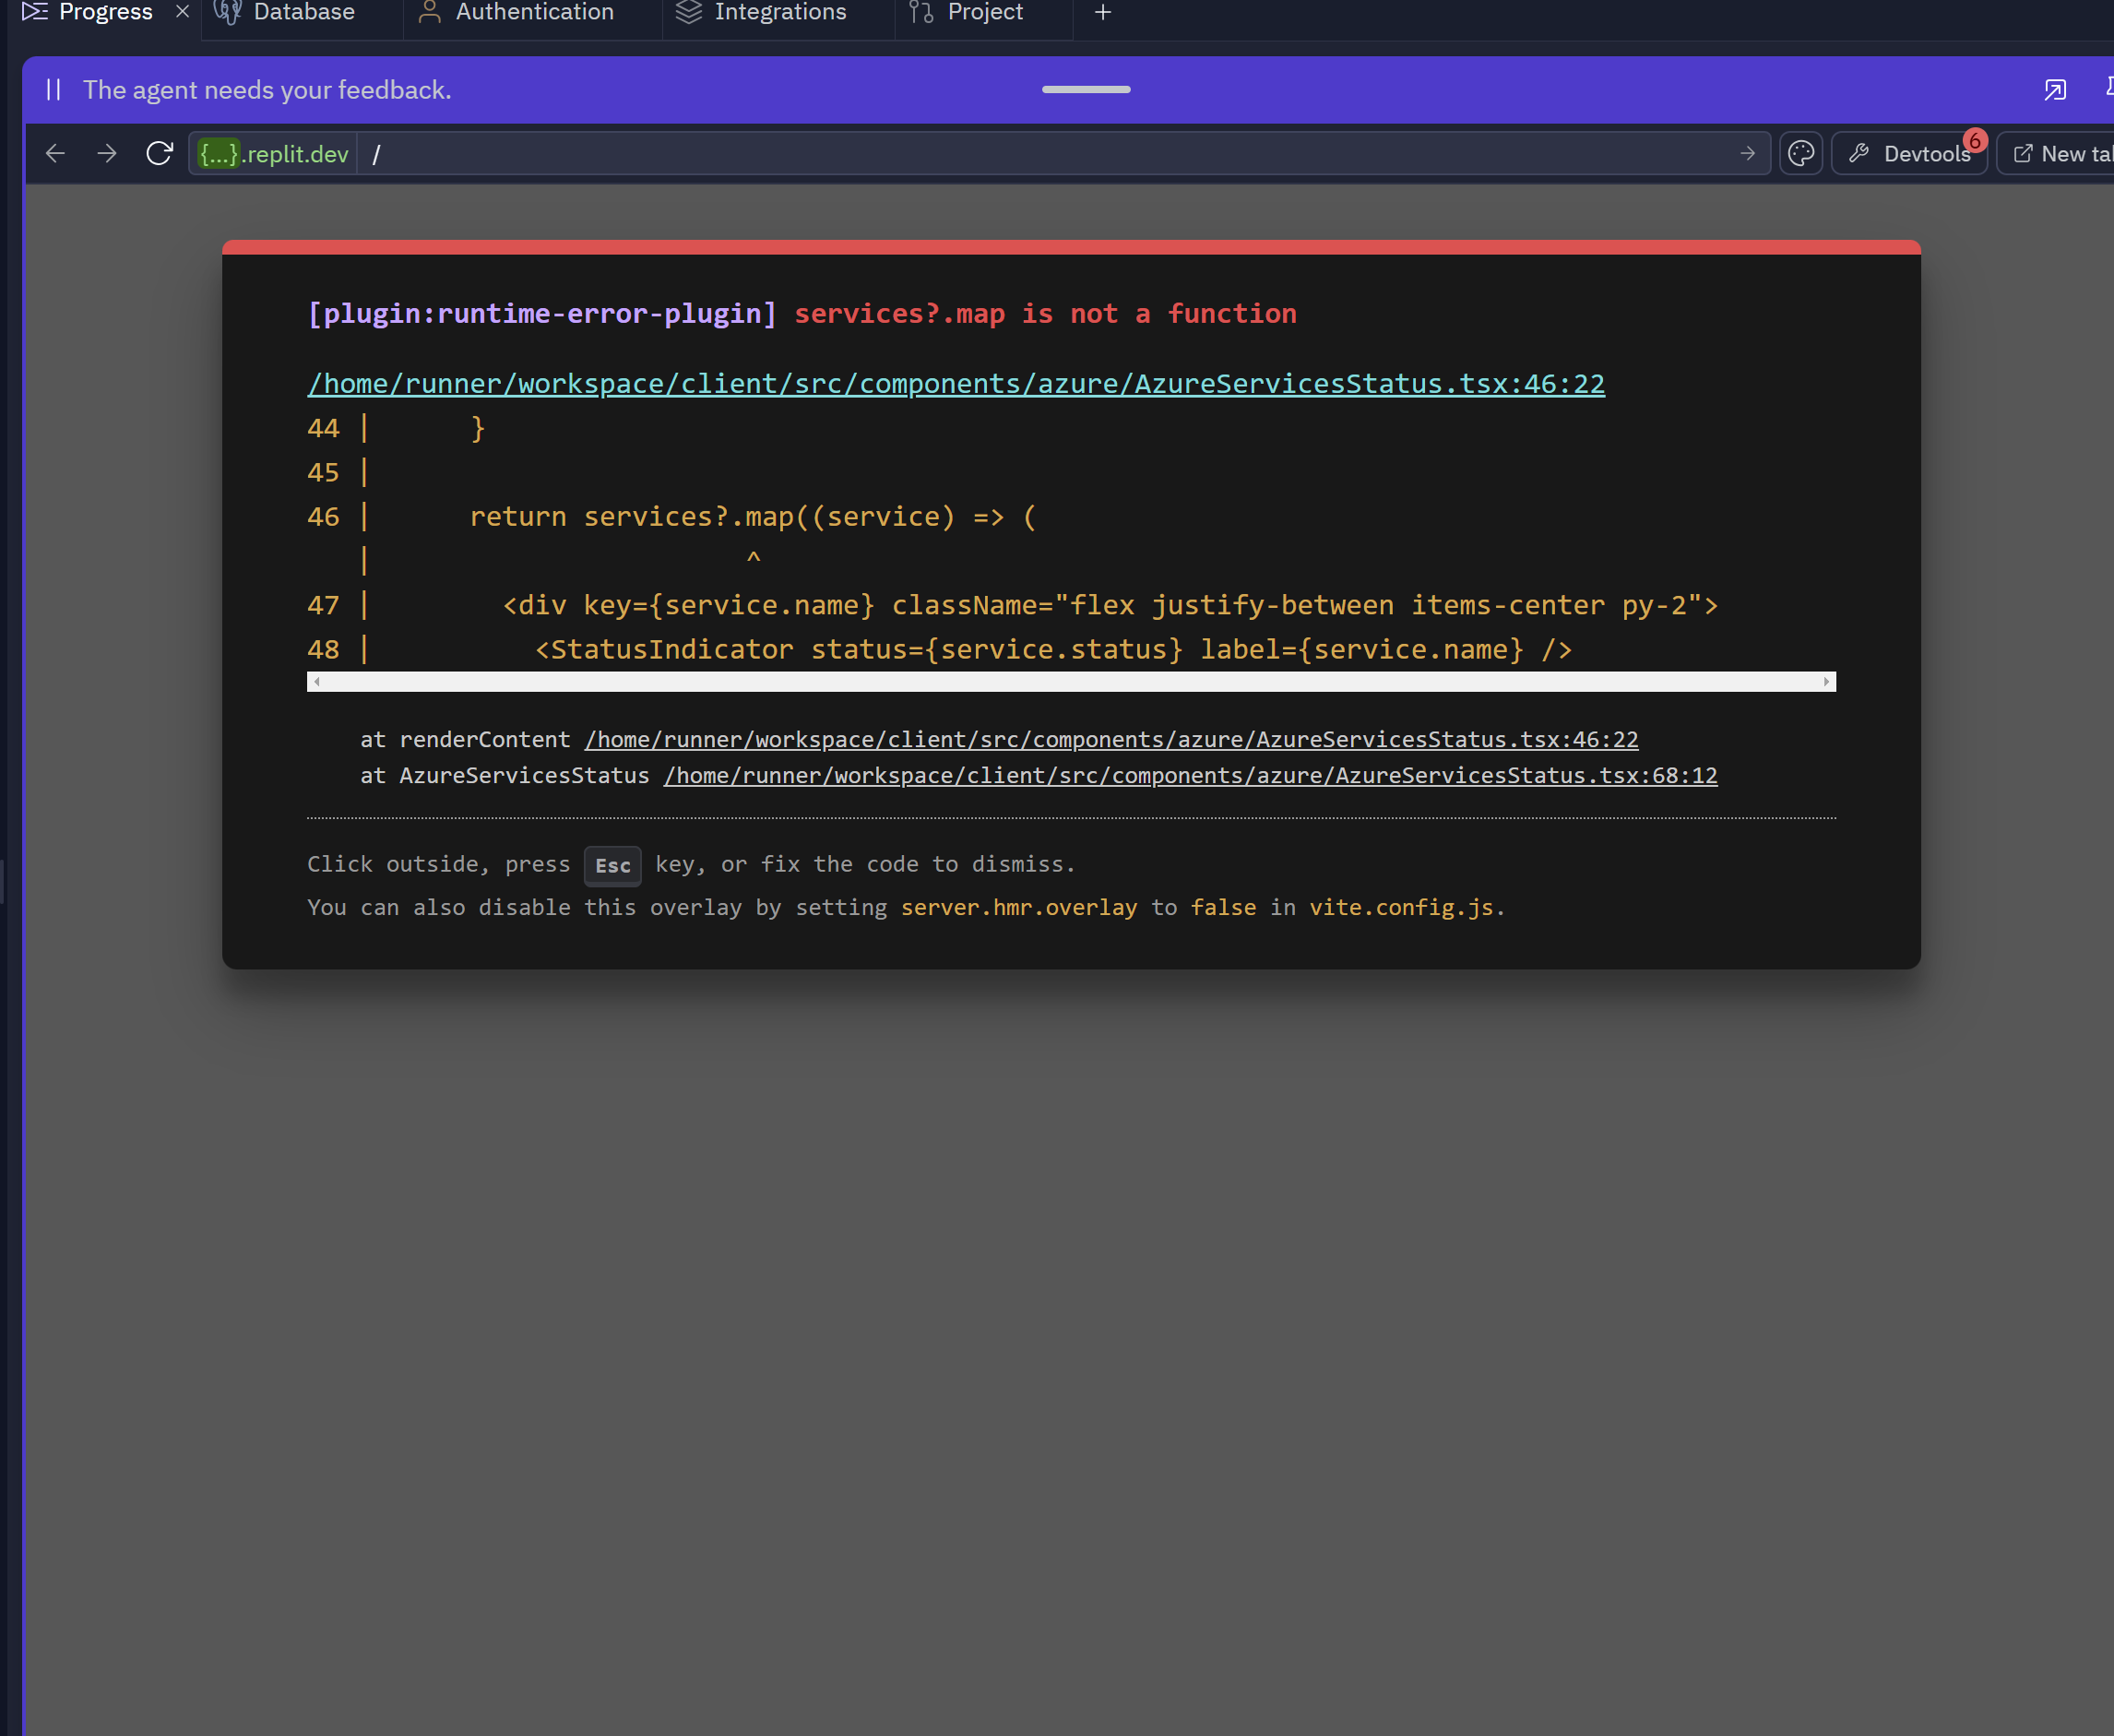 Progress Database Authentication Integrations Project
The agent needs your feedback.
{...}.replit.dev /
Devtools 6 New
[plugin:runtime-error-plugin] services?.map is not a function
/home/runner/workspace/client/src/components/azure/AzureServicesStatus.tsx:46:22
44 |      }
45 |
46 |      return services?.map((service) => (
   |                       ^
47 |        <div key={service.name} className="flex justify-between items-center py-2">
48 |          <StatusIndicator status={service.status} label={service.name} />
at renderContent /home/runner/workspace/client/src/components/azure/AzureServicesStatus.tsx:46:22
at AzureServicesStatus /home/runner/workspace/client/src/components/azure/AzureServicesStatus.tsx:68:12
Click outside, press Esc key, or fix the code to dismiss.
You can also disable this overlay by setting server.hmr.overlay to false in vite.config.js.